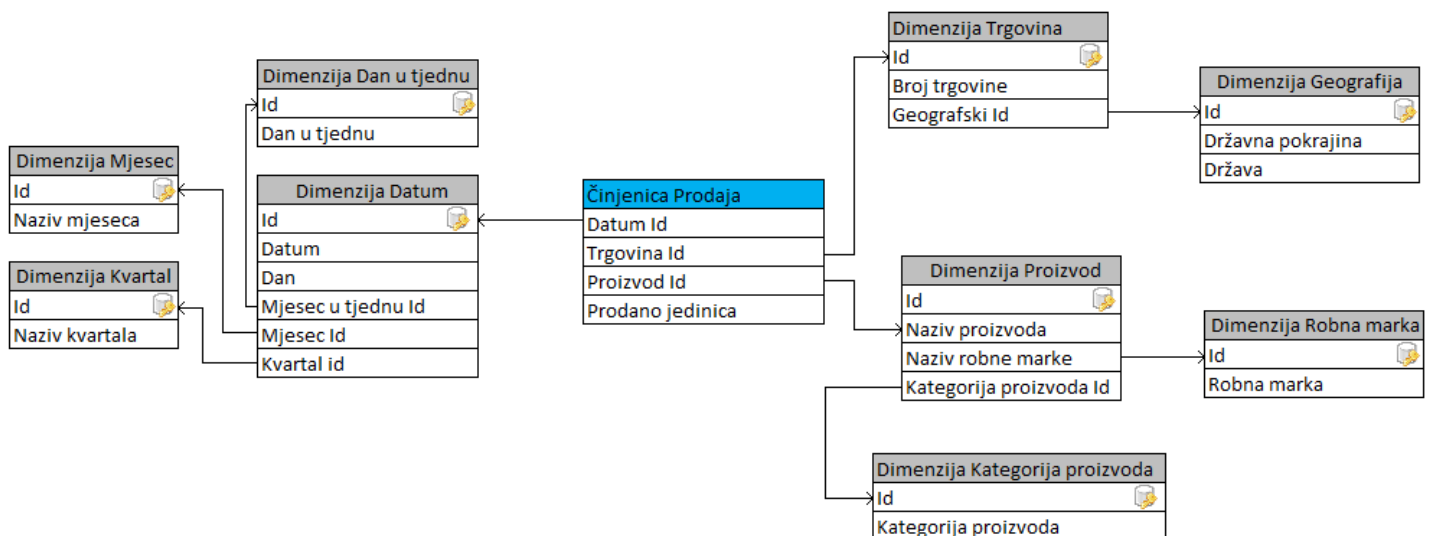 Dimenzija Mjesec
Id
Naziv mjeseca
Dimenzija Kvartal
Id
Naziv kvartala
Dimenzija Dan u tjednu
Id
Dan u tjednu
Dimenzija Datum
Id
Datum
Dan
Mjesec u tjednu Id
Mjesec Id
Kvartal id
Činjenica Prodaja
Datum Id
Trgovina Id
Proizvod Id
Prodano jedinica
Dimenzija Trgovina
Id
Broj trgovine
Geografski Id
Dimenzija Geografija
Id
Državna pokrajina
Država
Dimenzija Proizvod
Id
Naziv proizvoda
Naziv robne marke
Kategorija proizvoda Id
Dimenzija Robna marka
Id
Robna marka
Dimenzija Kategorija proizvoda
Id
Kategorija proizvoda